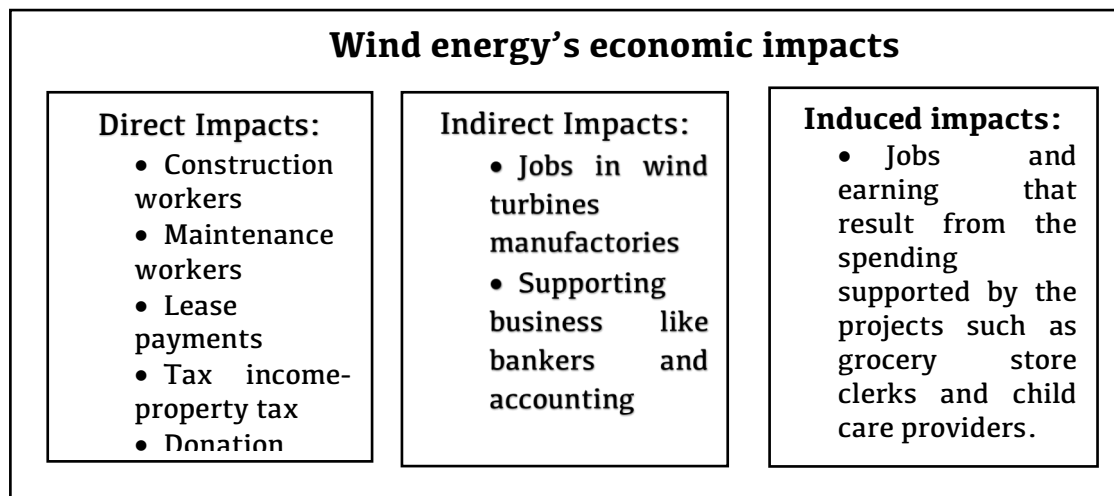 Wind energy's economic impacts
Direct Impacts:
• Construction
workers
• Maintenance
workers
• Lease
payments
• Tax income-
property tax
• Donation
Indirect Impacts:
• Jobs in wind
turbines
manufactories
• Supporting
business like
bankers and
accounting
Induced impacts:
• Jobs and
earning that
result from the
spending
supported by the
projects such as
grocery store
clerks and child
care providers.